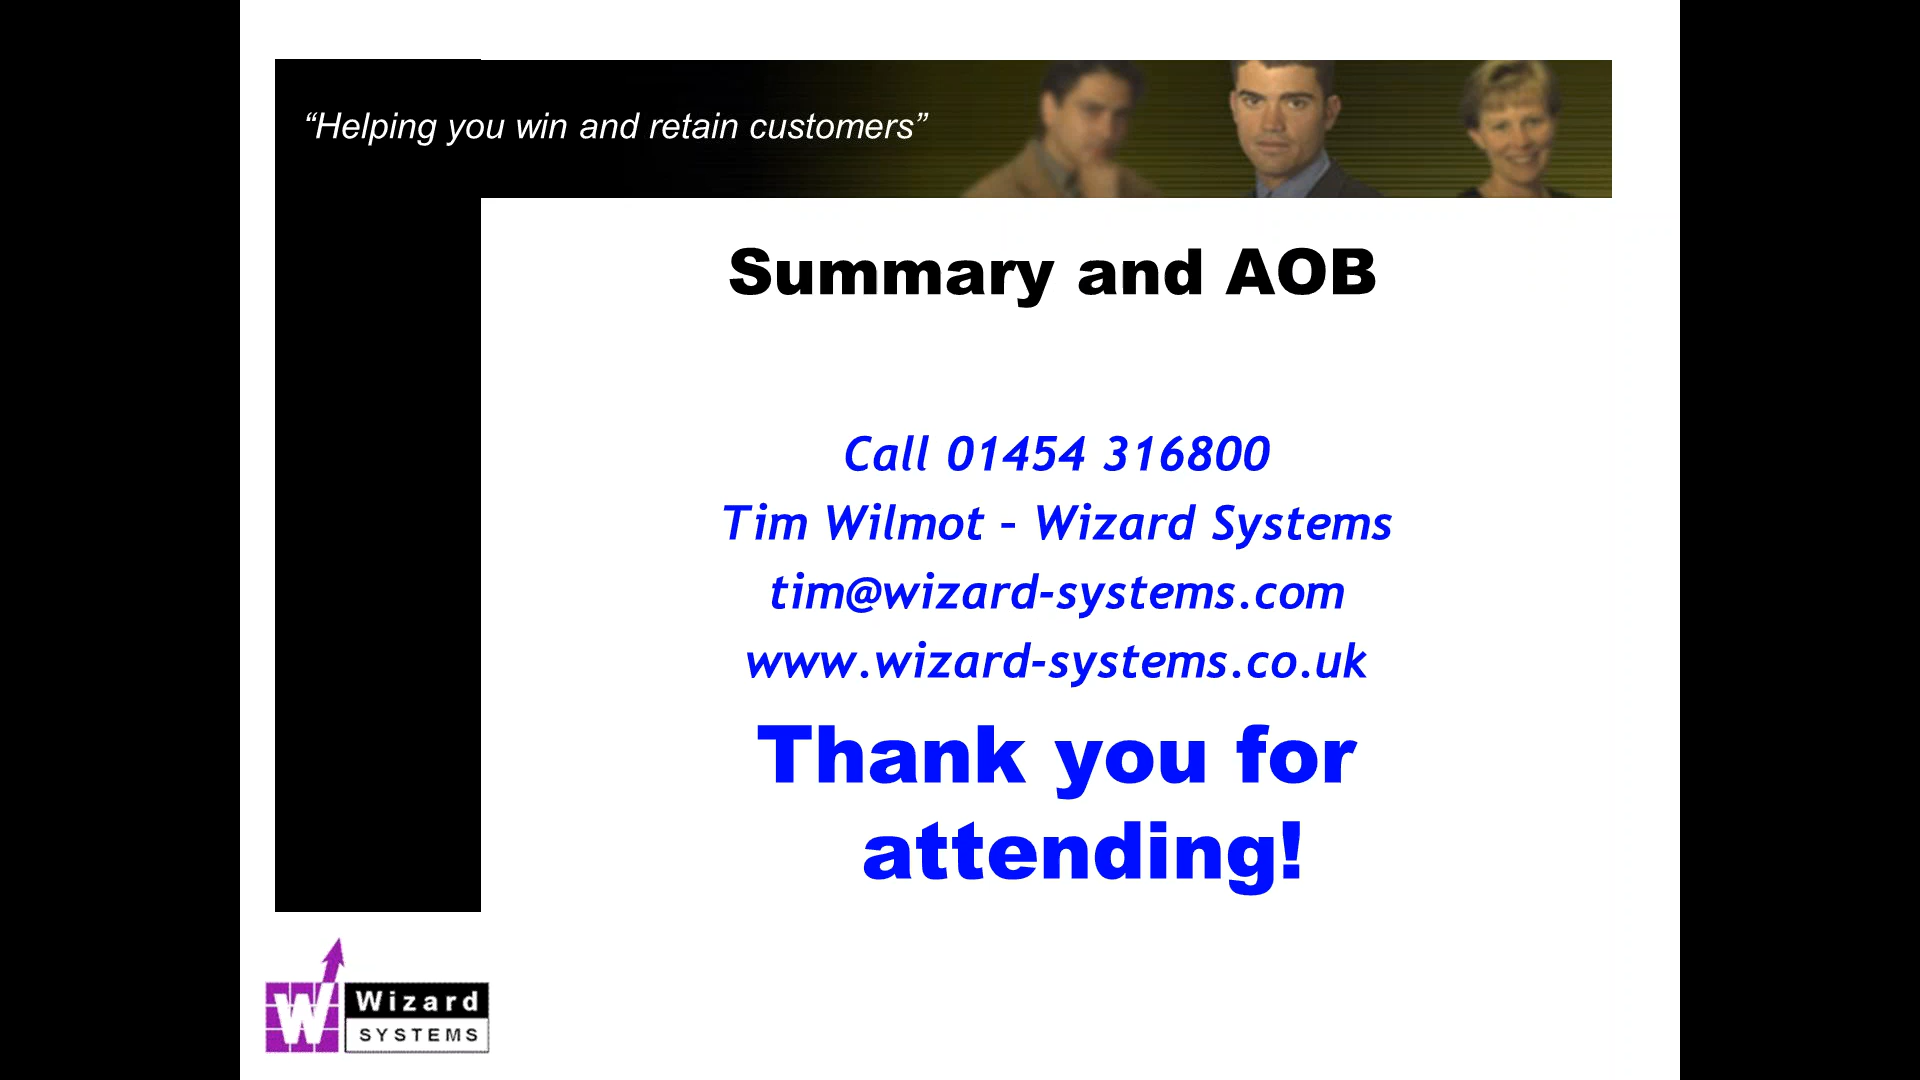 “Helping you win and retain customers”
Summary and AOB
Call 01454 316800
Tim Wilmot – Wizard Systems
tim@wizard-systems.com
www.wizard-systems.co.uk
Thank you for
attending!
W
Wizard
SYSTEMS